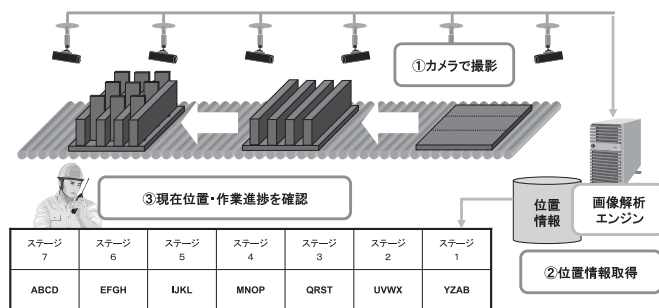 ①カメラで撮影
③現在位置・作業進捗を確認
位置
情報
画像解析
エンジン
②位置情報取得
ステージ
7
ステージ
6
ステージ
5
ステージ
4
ステージ
3
ステージ
2
ステージ
1
ABCD
EFGH
IJKL
MNOP
QRST
UVWX
YZAB